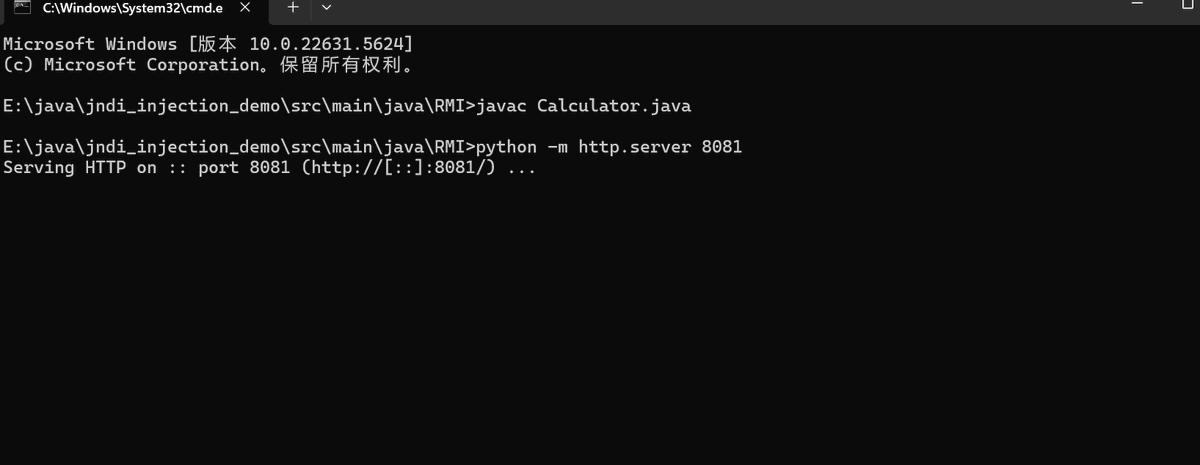 C:\Windows\System32\cmd.e
Microsoft Windows [版本 10.0.22631.5624]
(c) Microsoft Corporation。保留所有权利。
E:\java\jndi_injection_demo\src\main\java\RMI>javac Calculator.java
E:\java\jndi_injection_demo\src\main\java\RMI>python -m http.server 8081
Serving HTTP on :: port 8081 (http://[::]:8081/) ...